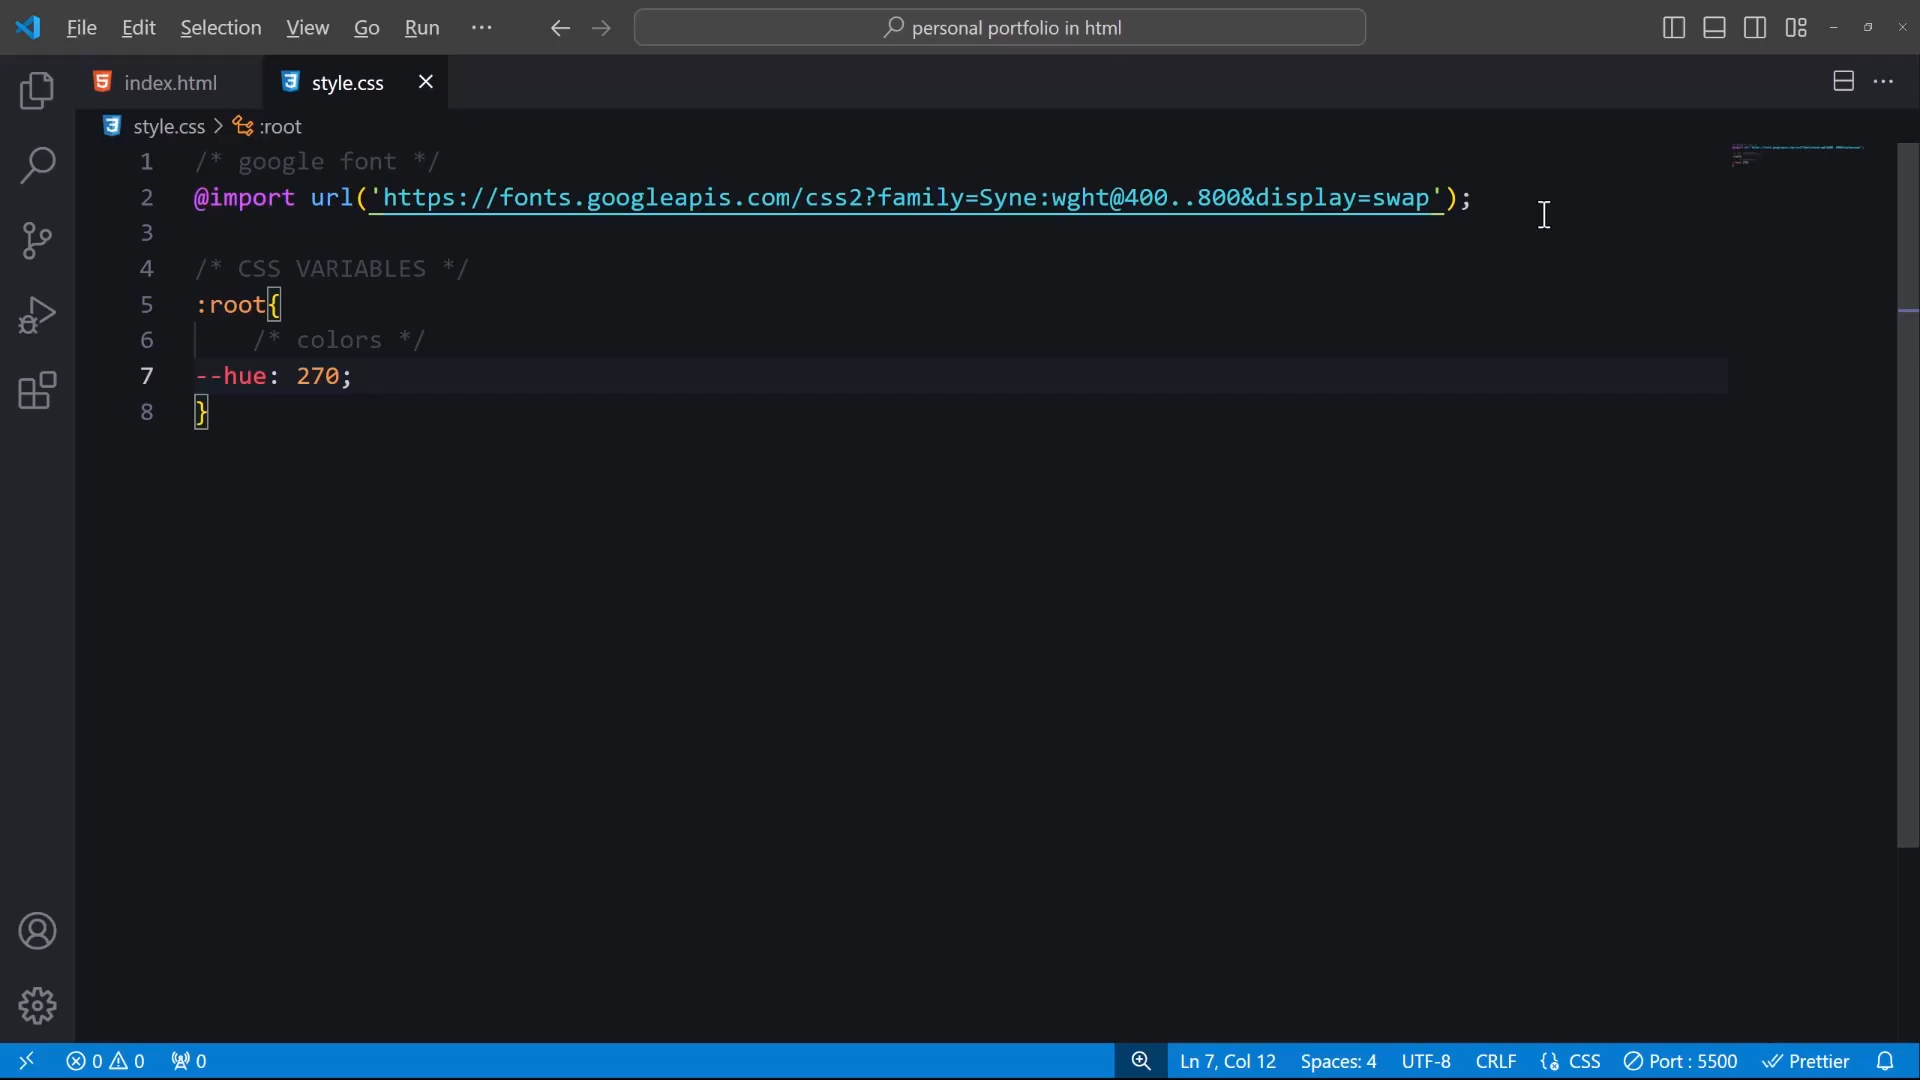 File Edit Selection View Go Run ··· personal portfolio in html
index.html style.css
style.css > :root
1 /* google font */
2 @import url('https://fonts.googleapis.com/css2?family=Syne:wght@400..800&display=swap');
3
4 /* CSS VARIABLES */
5 :root{
6 /* colors */
7 --hue: 270;
8 }
0 0 0 Ln 7, Col 12 Spaces: 4 UTF-8 CRLF CSS Port : 5500 Prettier